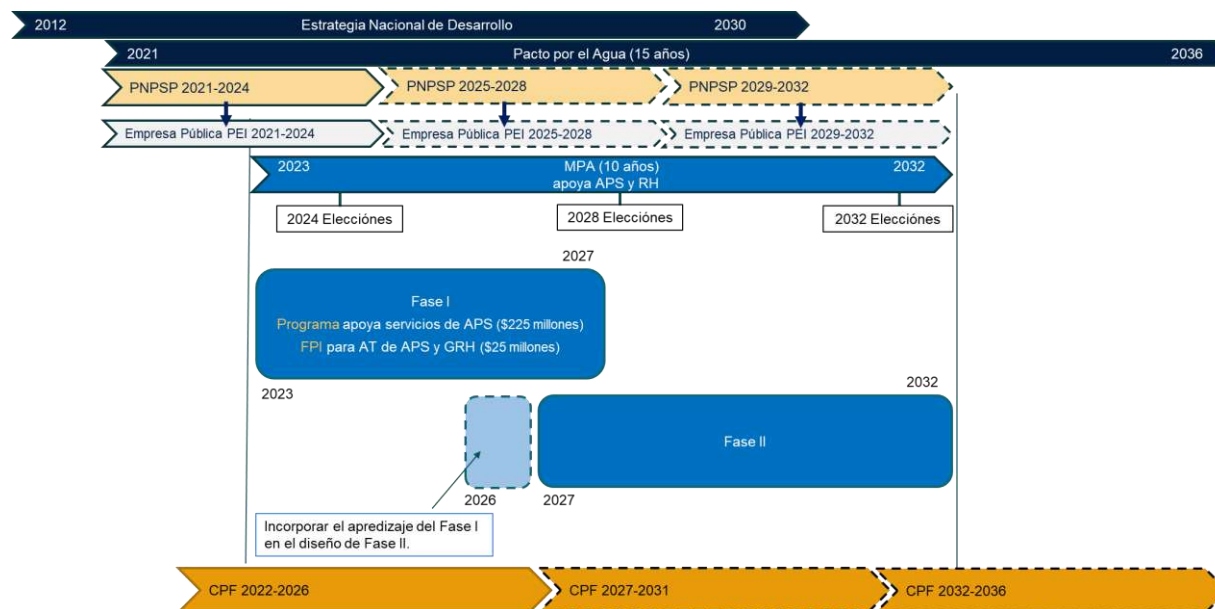 2012 Estrategia Nacional de Desarrollo 2030
2021 Pacto por el Agua (15 años) 2036
PNPSP 2021-2024 PNPSP 2025-2028 PNPSP 2029-2032
Empresa Pública PEI 2021-2024 Empresa Pública PEI 2025-2028 Empresa Pública PEI 2029-2032
2023 MPA (10 años) 2032
apoya APS y RH
2024 Elecciónes 2028 Elecciónes 2032 Elecciónes
2027
Fase I
Programa apoya servicios de APS ($225 millones)
FPI para AT de APS y GRH ($25 millones)
2023
2032
Fase II
2026 2027
Incorporar el apredizaje del Fase I
en el diseño de Fase II.
CPF 2022-2026 CPF 2027-2031 CPF 2032-2036